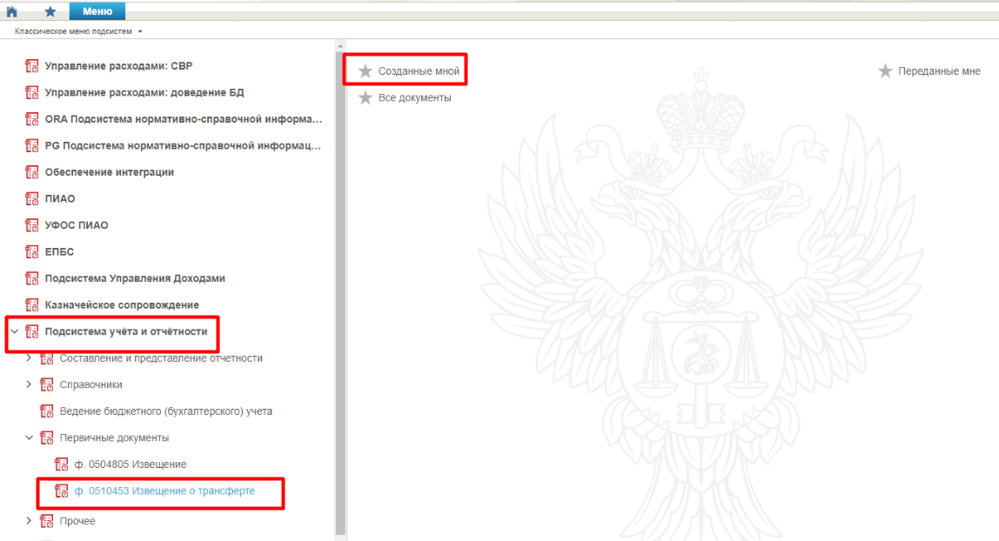 Меню
Классическое меню подсистем
Управление расходами: СВР
Управление расходами: доведение БД
ORA Подсистема нормативно-справочной информа...
PG Подсистема нормативно-справочной информац...
Обеспечение интеграции
ПИАО
УФОС ПИАО
ЕПБС
Подсистема Управления Доходами
Казначейское сопровождение
Подсистема учёта и отчётности
Составление и представление отчетности
Справочники
Ведение бюджетного (бухгалтерского) учета
Первичные документы
ф. 0504805 Извещение
ф. 0510453 Извещение о трансферте
Прочее
Созданные мной
Все документы
Переданные мне